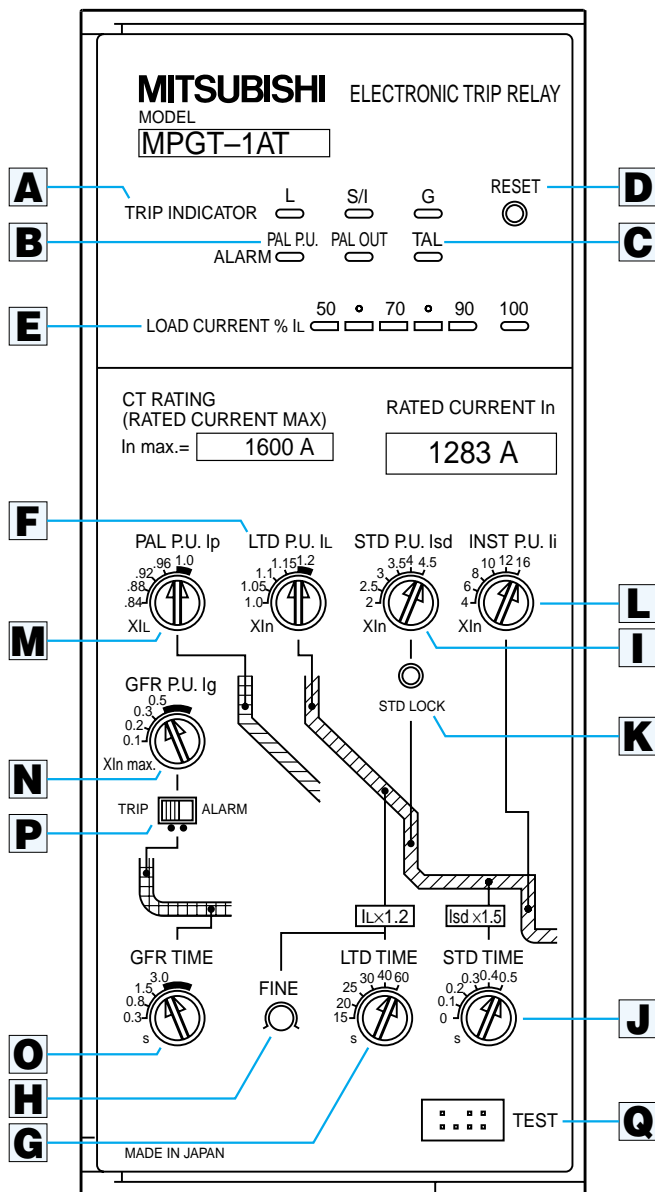 MITSUBISHI ELECTRONIC TRIP RELAY
MODEL
MPGT–1AT
A TRIP INDICATOR L S/I G RESET D
B ALARM PAL P.U. PAL OUT TAL C
E LOAD CURRENT % IL 50 70 90 100
CT RATING
(RATED CURRENT MAX)
In max.= 1600 A
RATED CURRENT In
1283 A
F
PAL P.U. Ip
.84 .88 .92 .96 1.0
XIL
M
LTD P.U. IL
1.0 1.05 1.1 1.15 1.2
XIn
STD P.U. Isd
2 2.5 3 3.5 4 4.5
XIn
I
INST P.U. Ii
4 6 8 10 12 16
XIn
L
STD LOCK
K
GFR P.U. Ig
0.1 0.2 0.3 0.5
XIn max.
N
P TRIP ALARM
IL×1.2
Isd ×1.5
GFR TIME
0.3 0.8 1.5 3.0
s
O
FINE
H
LTD TIME
15 20 25 30 40 60
s
G
STD TIME
0 0.1 0.2 0.3 0.4 0.5
s
J
TEST Q
MADE IN JAPAN